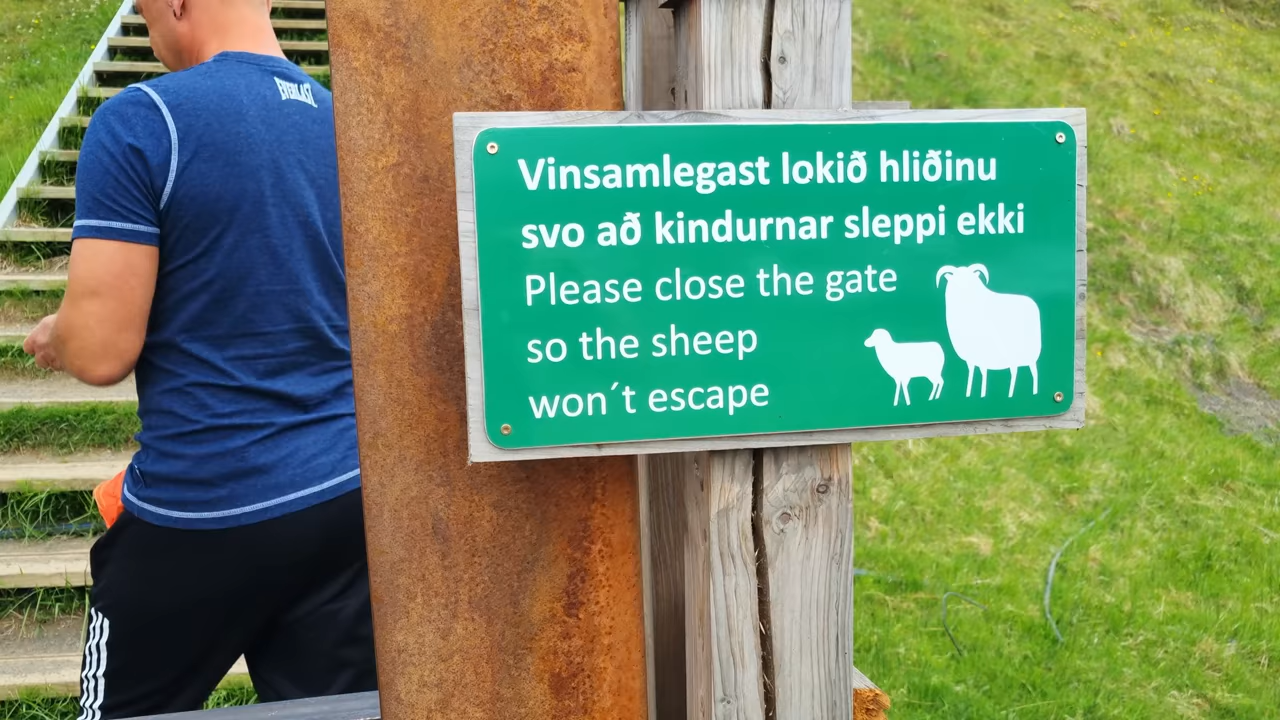 EVERLAST
Vinsamlegast lokið hliðinu
svo að kindurnar sleppi ekki
Please close the gate
so the sheep
won´t escape